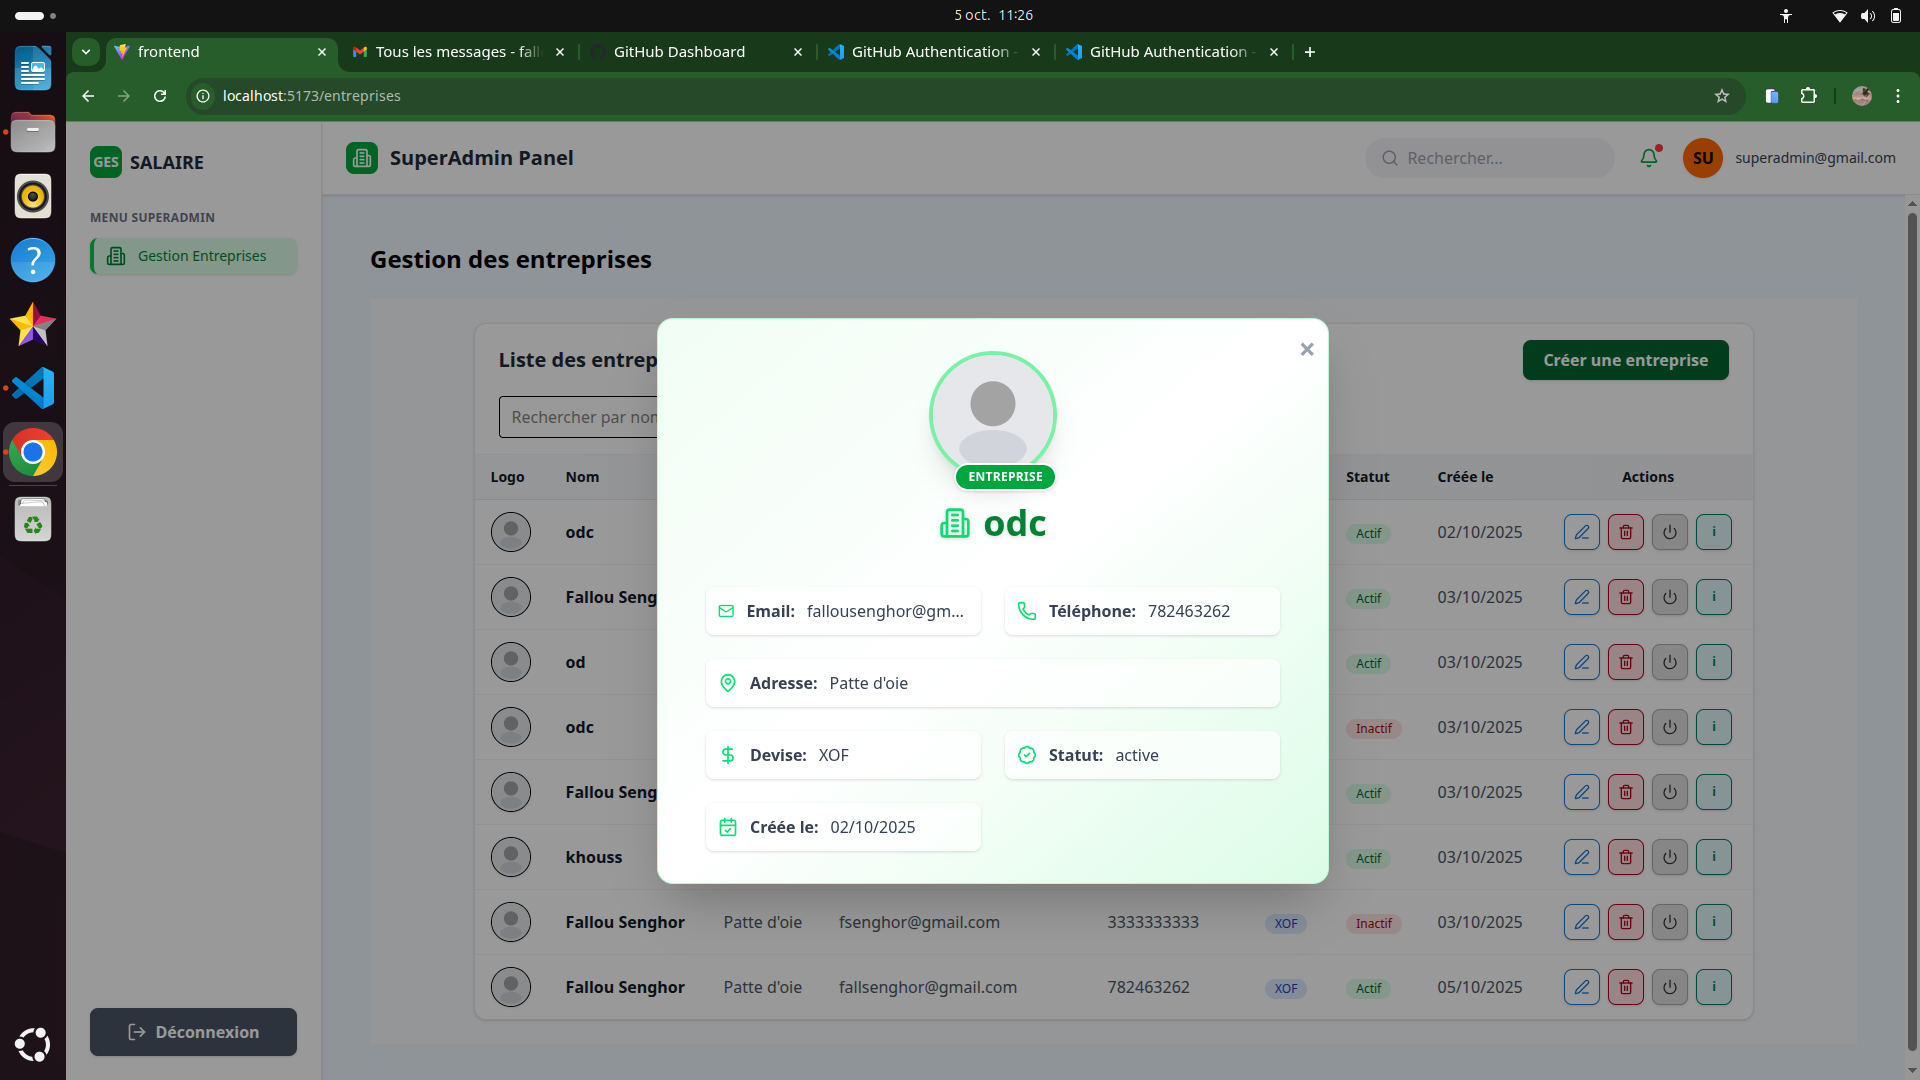 5 oct. 11:26
frontend
Tous les messages - fall
GitHub Dashboard
GitHub Authentication -
GitHub Authentication -
localhost:5173/entreprises
GES SALAIRE
SuperAdmin Panel
Rechercher...
SU
superadmin@gmail.com
MENU SUPERADMIN
Gestion Entreprises
Gestion des entreprises
Liste des entrep
Créer une entreprise
Rechercher par nom
Logo Nom Statut Créée le Actions
odc Actif 02/10/2025 i
Fallou Seng Actif 03/10/2025 i
od Actif 03/10/2025 i
odc Inactif 03/10/2025 i
Fallou Seng Actif 03/10/2025 i
khouss Actif 03/10/2025 i
Fallou Senghor Patte d'oie fsenghor@gmail.com 3333333333 XOF Inactif 03/10/2025 i
Fallou Senghor Patte d'oie fallsenghor@gmail.com 782463262 XOF Actif 05/10/2025 i
ENTREPRISE
odc
Email: fallousenghor@gm...
Téléphone: 782463262
Adresse: Patte d'oie
Devise: XOF
Statut: active
Créée le: 02/10/2025
Déconnexion